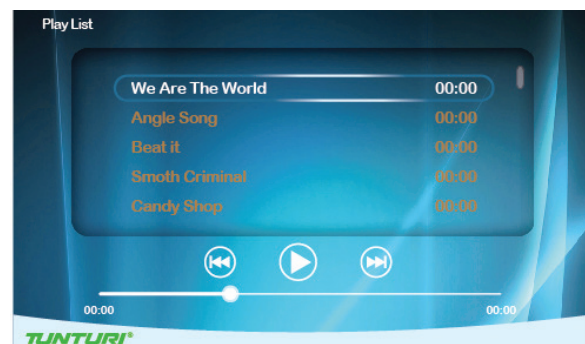 Play List
We Are The World 00:00
Angle Song 00:00
Beat it 00:00
Smoth Criminal 00:00
Candy Shop 00:00
00:00 00:00
TUNTURI®